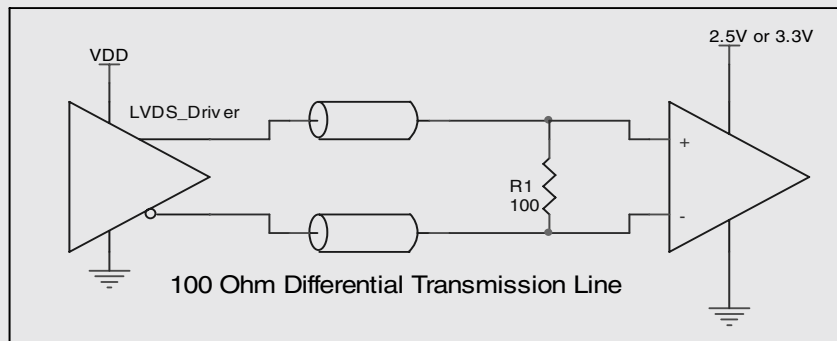 2.5V or 3.3V
VDD
LVDS_Driver
+
R1
100
-
100 Ohm Differential Transmission Line